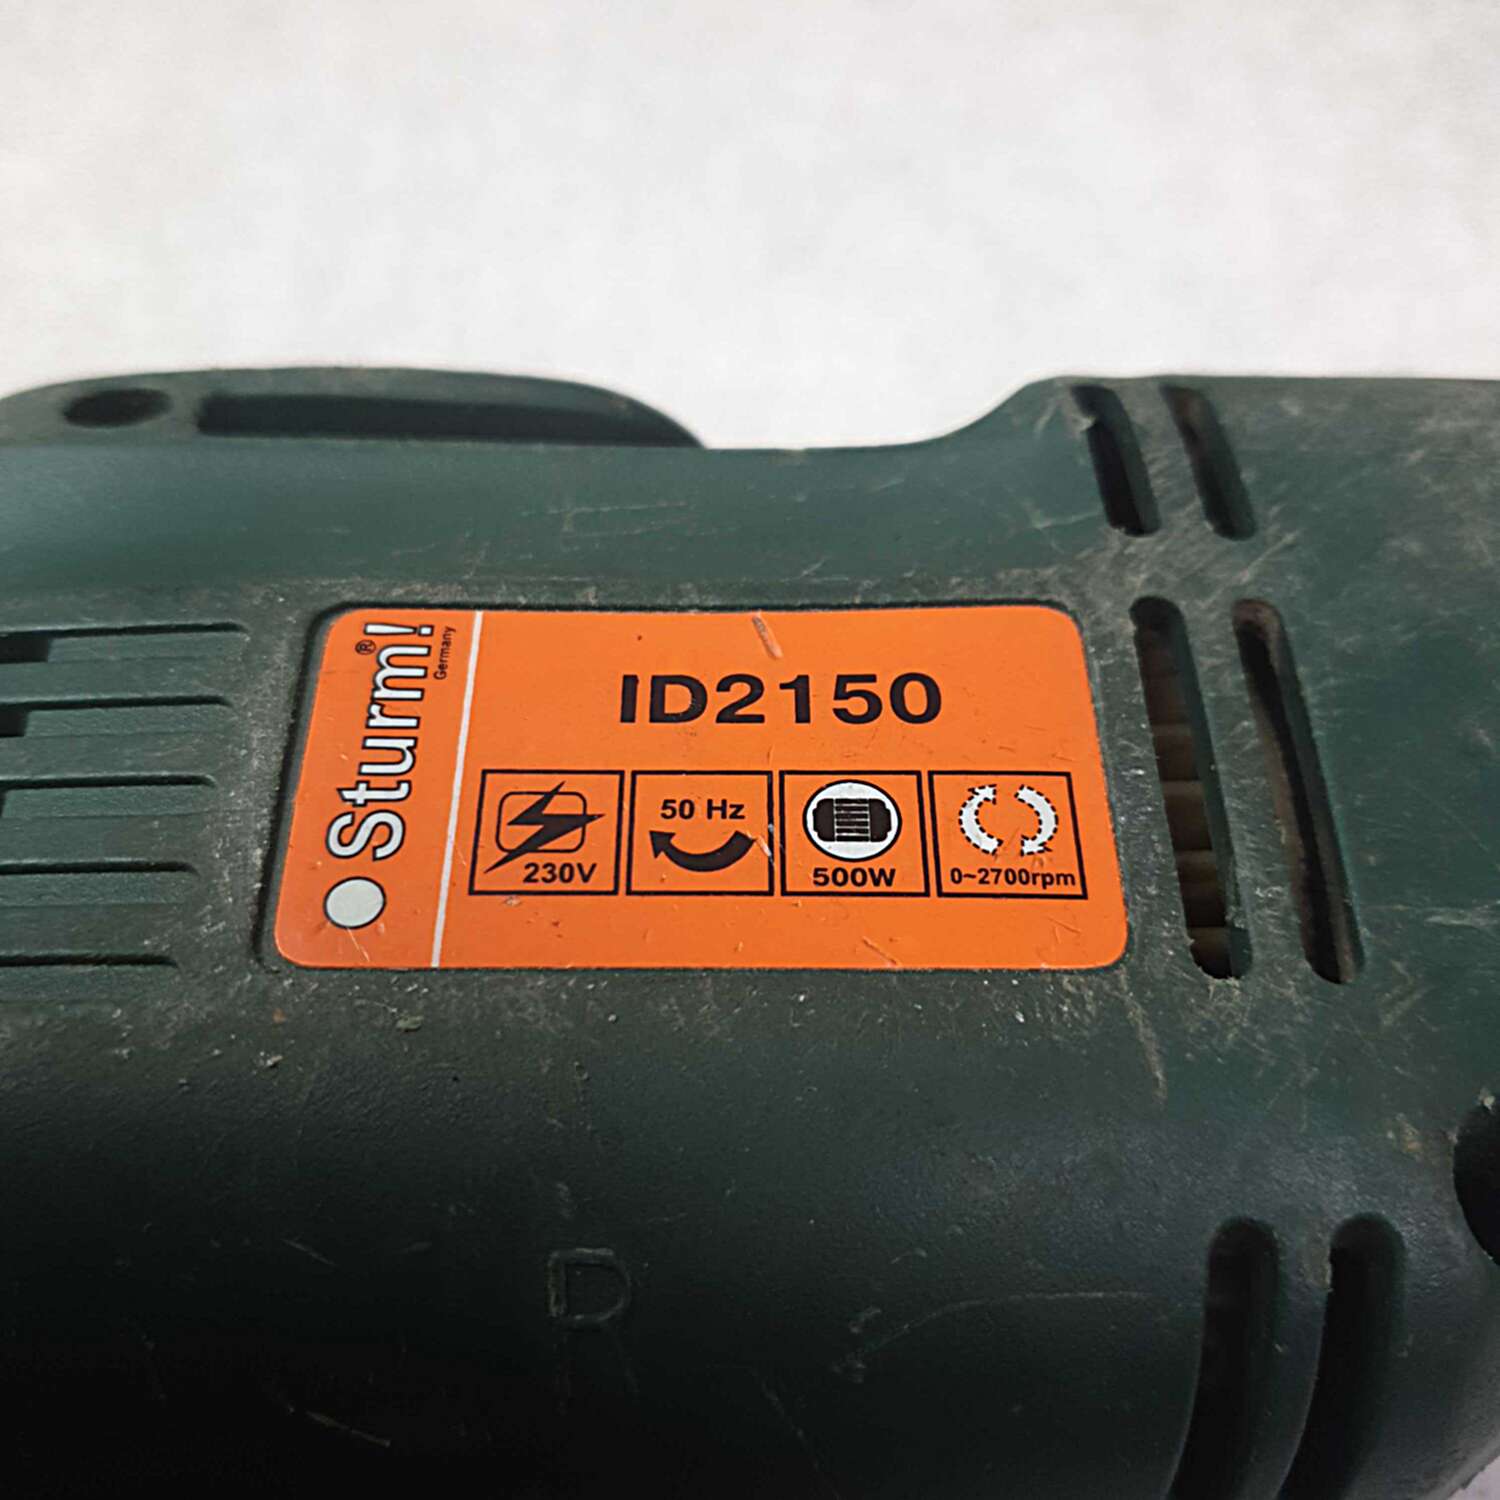 Sturm!®
Germany
ID2150
230V
50 Hz
500W
0~2700rpm
D